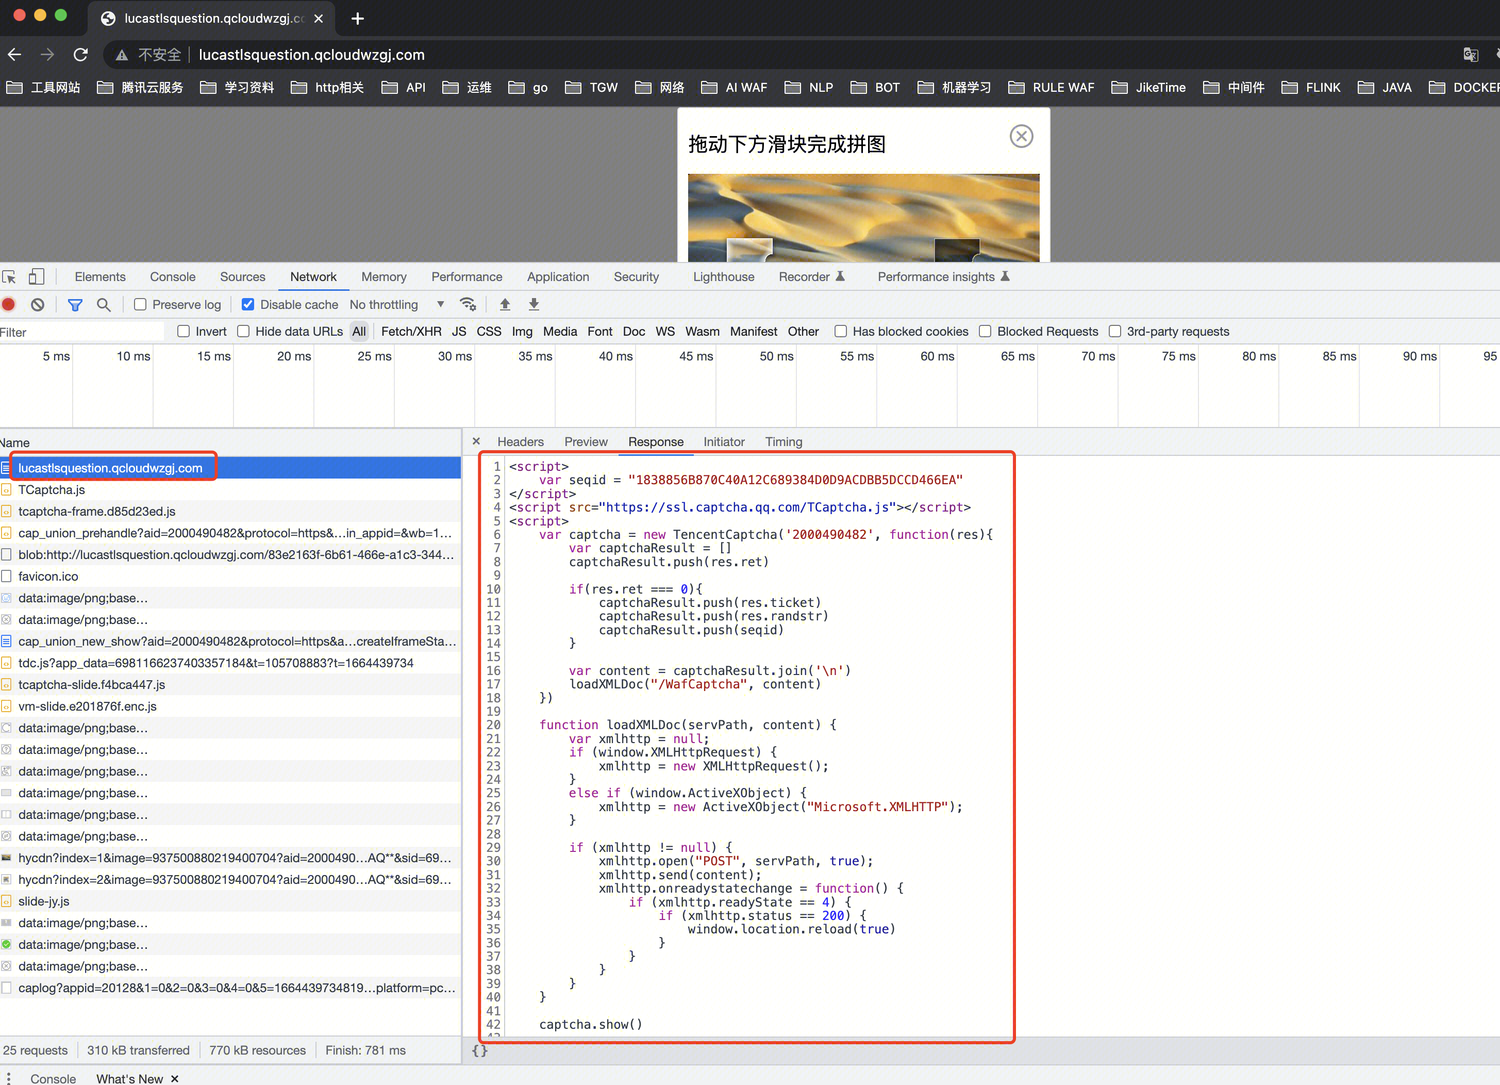 lucastlsquestion.qcloudwzgj.cc
不安全 lucastlsquestion.qcloudwzgj.com
工具网站 腾讯云服务 学习资料 http相关 API 运维 go TGW 网络 AI WAF NLP BOT 机器学习 RULE WAF JikeTime 中间件 FLINK JAVA DOCKER
拖动下方滑块完成拼图
Elements Console Sources Network Memory Performance Application Security Lighthouse Recorder Performance insights
Preserve log Disable cache No throttling
Filter Invert Hide data URLs All Fetch/XHR JS CSS Img Media Font Doc WS Wasm Manifest Other Has blocked cookies Blocked Requests 3rd-party requests
5 ms 10 ms 15 ms 20 ms 25 ms 30 ms 35 ms 40 ms 45 ms 50 ms 55 ms 60 ms 65 ms 70 ms 75 ms 80 ms 85 ms 90 ms 95
Name
lucastlsquestion.qcloudwzgj.com
TCaptcha.js
tcaptcha-frame.d85d23ed.js
cap_union_prehandle?aid=2000490482&protocol=https&…in_appid=&wb=1…
blob:http://lucastlsquestion.qcloudwzgj.com/83e2163f-6b61-466e-a1c3-344…
favicon.ico
data:image/png;base…
data:image/png;base…
cap_union_new_show?aid=2000490482&protocol=https&a…createIframeSta…
tdc.js?app_data=6981166237403357184&t=105708883?t=1664439734
tcaptcha-slide.f4bca447.js
vm-slide.e201876f.enc.js
data:image/png;base…
data:image/png;base…
data:image/png;base…
data:image/png;base…
data:image/png;base…
data:image/png;base…
hycdn?index=1&image=937500880219400704?aid=2000490…AQ**&sid=69…
hycdn?index=2&image=937500880219400704?aid=2000490…AQ**&sid=69…
slide-jy.js
data:image/png;base…
data:image/png;base…
data:image/png;base…
caplog?appid=20128&1=0&2=0&3=0&4=0&5=1664439734819…platform=pc…
25 requests 310 kB transferred 770 kB resources Finish: 781 ms
Headers Preview Response Initiator Timing
1 <script>
2 var seqid = "1838856B870C40A12C689384D0D9ACDBB5DCCD466EA"
3 </script>
4 <script src="https://ssl.captcha.qq.com/TCaptcha.js"></script>
5 <script>
6 var captcha = new TencentCaptcha('2000490482', function(res){
7 var captchaResult = []
8 captchaResult.push(res.ret)
9
10 if(res.ret === 0){
11 captchaResult.push(res.ticket)
12 captchaResult.push(res.randstr)
13 captchaResult.push(seqid)
14 }
15
16 var content = captchaResult.join('\n')
17 loadXMLDoc("/WafCaptcha", content)
18 })
19
20 function loadXMLDoc(servPath, content) {
21 var xmlhttp = null;
22 if (window.XMLHttpRequest) {
23 xmlhttp = new XMLHttpRequest();
24 }
25 else if (window.ActiveXObject) {
26 xmlhttp = new ActiveXObject("Microsoft.XMLHTTP");
27 }
28
29 if (xmlhttp != null) {
30 xmlhttp.open("POST", servPath, true);
31 xmlhttp.send(content);
32 xmlhttp.onreadystatechange = function() {
33 if (xmlhttp.readyState == 4) {
34 if (xmlhttp.status == 200) {
35 window.location.reload(true)
36 }
37 }
38 }
39 }
40 }
41
42 captcha.show()
{}
Console What's New